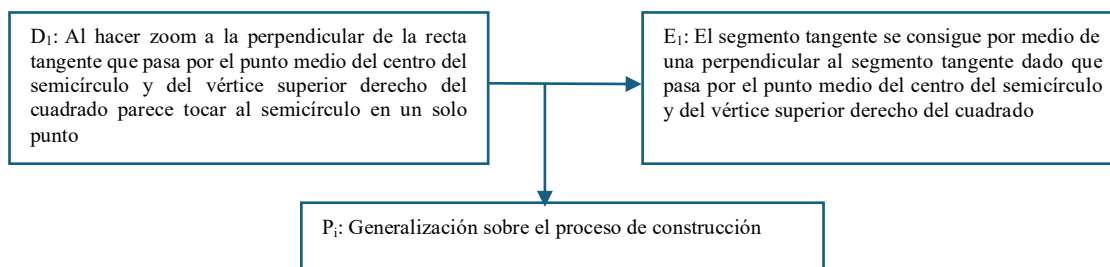 D₁: Al hacer zoom a la perpendicular de la recta
tangente que pasa por el punto medio del centro del
semicírculo y del vértice superior derecho del
cuadrado parece tocar al semicírculo en un solo
punto
E₁: El segmento tangente se consigue por medio de
una perpendicular al segmento tangente dado que
pasa por el punto medio del centro del semicírculo
y del vértice superior derecho del cuadrado
Pᵢ: Generalización sobre el proceso de construcción